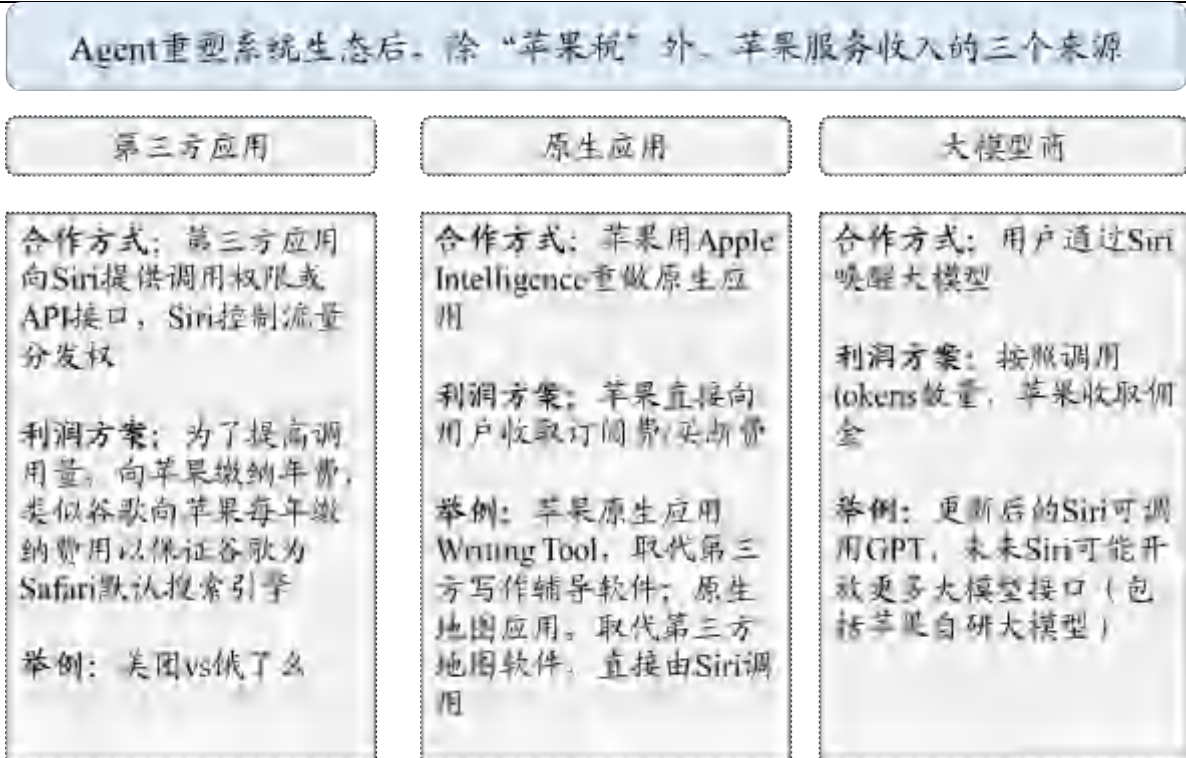 Agent重塑系统生态后，除“苹果税”外，苹果服务收入的三个来源
第三方应用
合作方式：第三方应用
向Siri提供调用权限或
API接口，Siri控制流量
分发权
利润方案：为了提高调
用量，向苹果缴纳年费，
类似谷歌向苹果每年缴
纳费用以保证谷歌为
Safari默认搜索引擎
举例：美团vs饿了么
原生应用
合作方式：苹果用Apple
Intelligence重做原生应
用
利润方案：苹果直接向
用户收取订阅费/买断费
举例：苹果原生应用
Writing Tool，取代第三
方写作辅导软件；原生
地图应用，取代第三方
地图软件，直接由Siri调
用
大模型商
合作方式：用户通过Siri
唤醒大模型
利润方案：按照调用
tokens数量，苹果收取佣
金
举例：更新后的Siri可调
用GPT，未来Siri可能开
放更多大模型接口（包
括苹果自研大模型）